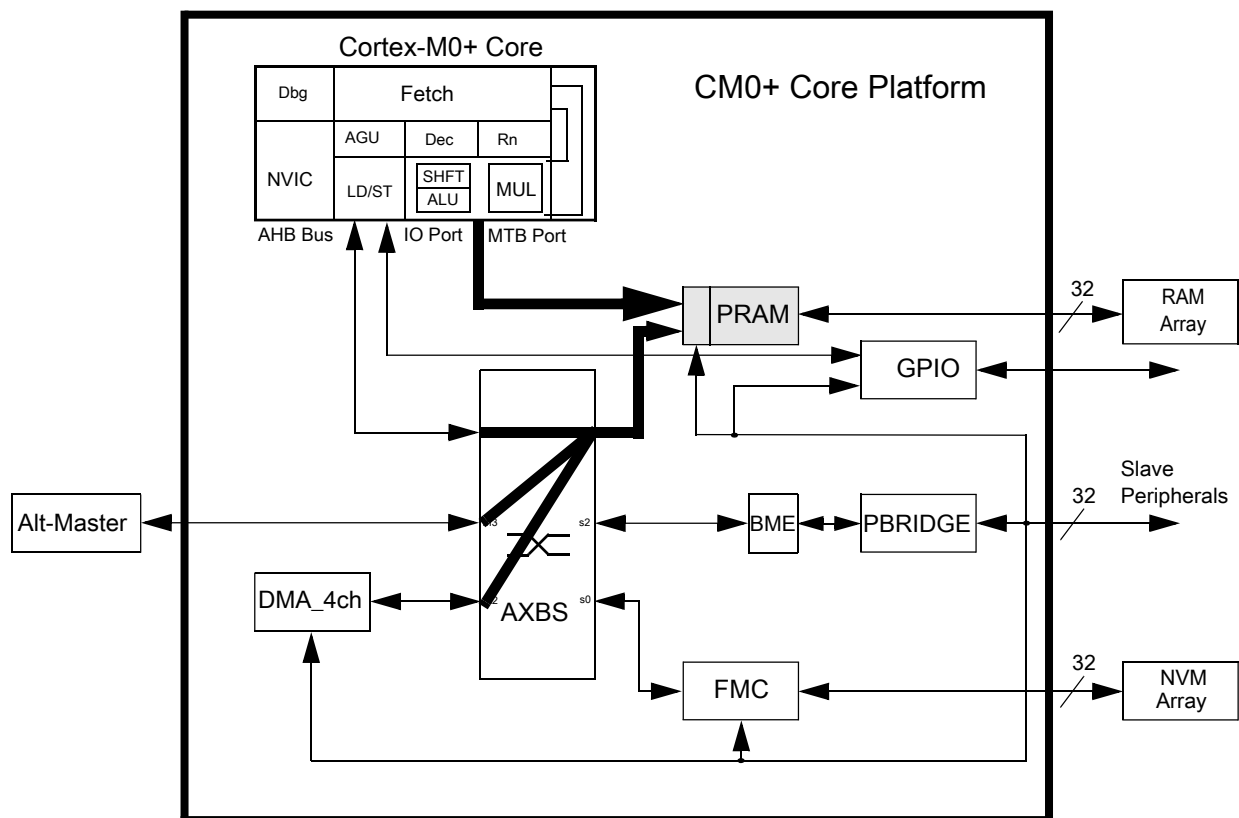 Cortex-M0+ Core
CM0+ Core Platform
Dbg
Fetch
AGU
Dec
Rn
NVIC
LD/ST
SHFT
ALU
MUL
AHB Bus
IO Port
MTB Port
PRAM
32
RAM
Array
GPIO
Slave
Peripherals
Alt-Master
s2
BME
PBRIDGE
32
DMA_4ch
AXBS
s0
FMC
32
NVM
Array